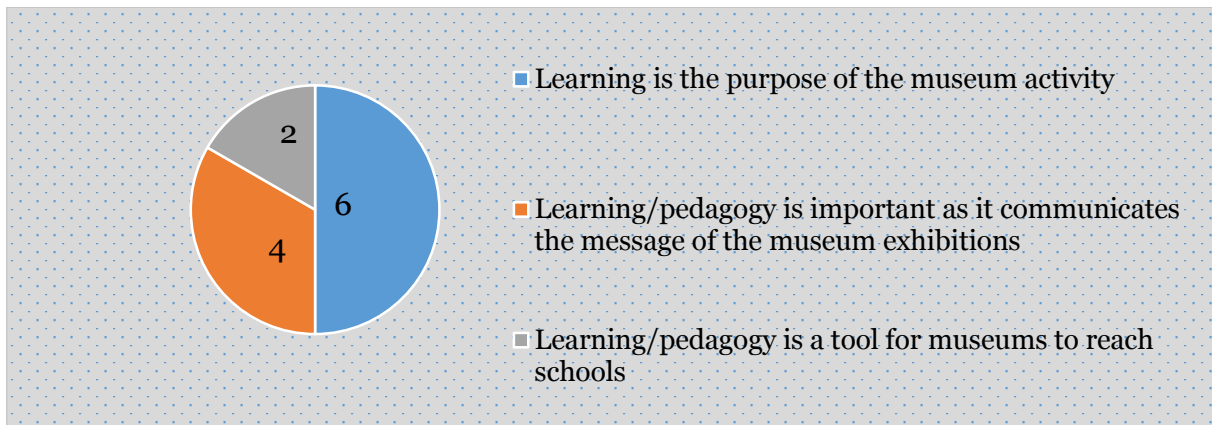 Learning is the purpose of the museum activity
2
6
Learning/pedagogy is important as it communicates
the message of the museum exhibitions
4
Learning/pedagogy is a tool for museums to reach
schools